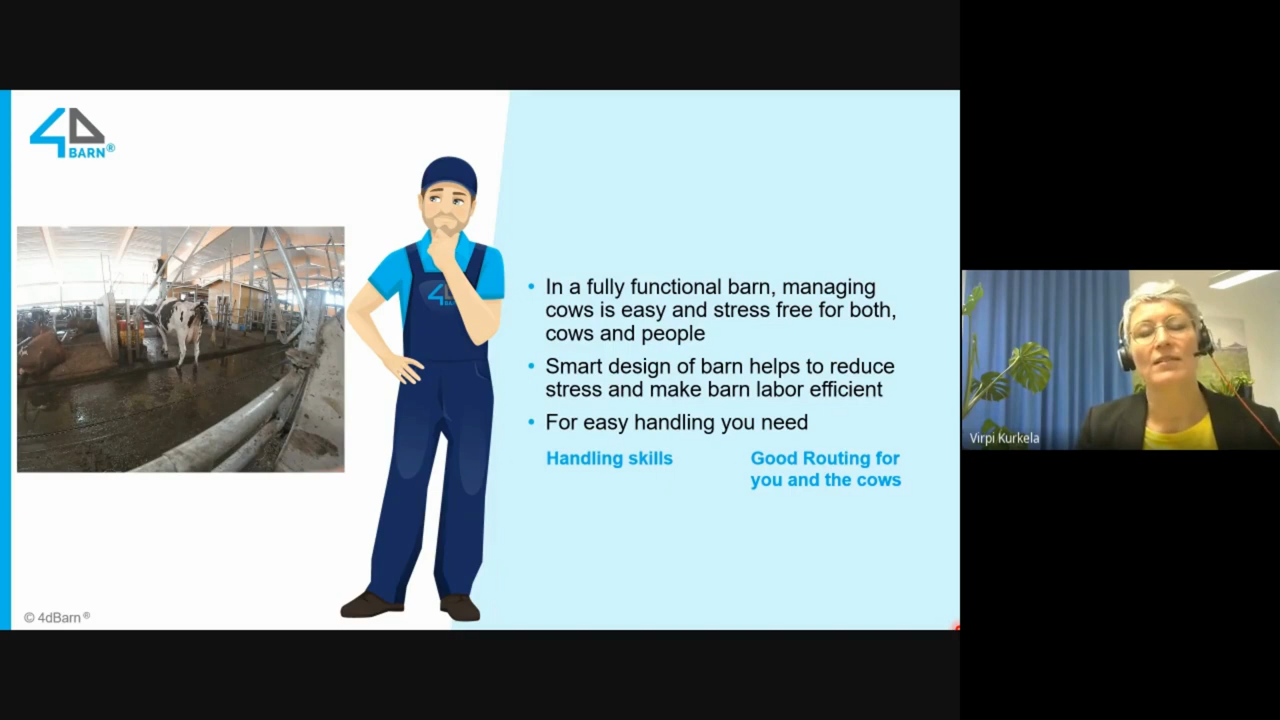 4D
BARN®
• In a fully functional barn, managing
cows is easy and stress free for both,
cows and people
• Smart design of barn helps to reduce
stress and make barn labor efficient
• For easy handling you need
Handling skills
Good Routing for
you and the cows
© 4dBarn®
Virpi Kurkela